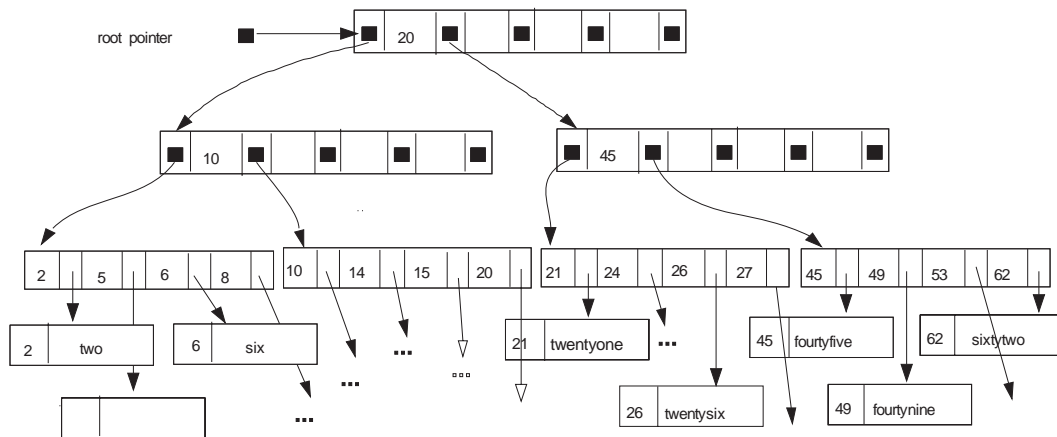 root pointer
20
10
45
2 5 6 8
10 14 15 20
21 24 26 27
45 49 53 62
2 two
6 six
21 twentyone
45 fourtyfive
62 sixtytwo
26 twentysix
49 fourtynine